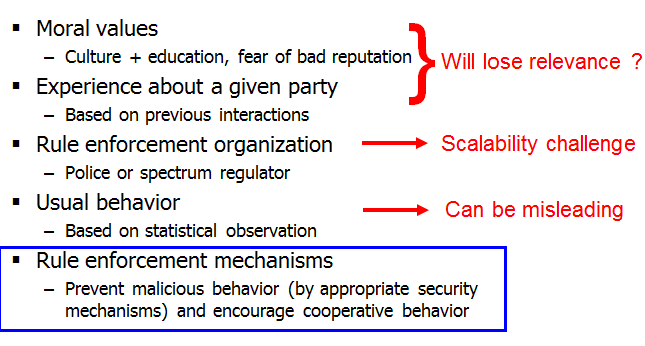 ▪ Moral values
– Culture + education, fear of bad reputation
▪ Experience about a given party
– Based on previous interactions
Will lose relevance ?
▪ Rule enforcement organization
– Police or spectrum regulator
Scalability challenge
▪ Usual behavior
– Based on statistical observation
Can be misleading
▪ Rule enforcement mechanisms
– Prevent malicious behavior (by appropriate security
mechanisms) and encourage cooperative behavior